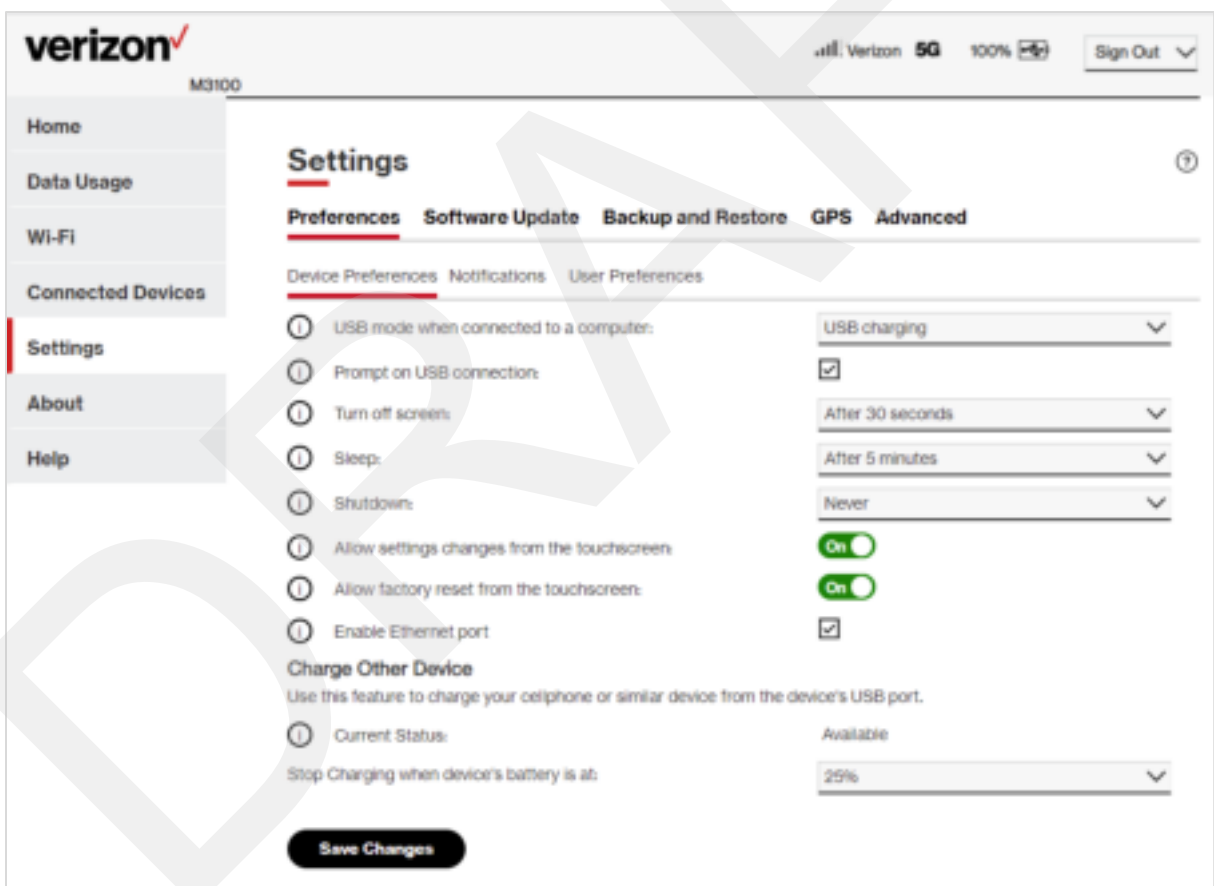 verizon
Verizon 5G 100% Sign Out
M3100
Home
Data Usage
Wi-Fi
Connected Devices
Settings
About
Help
Settings
Preferences Software Update Backup and Restore GPS Advanced
Device Preferences Notifications User Preferences
USB mode when connected to a computer: USB charging
Prompt on USB connection:
Turn off screen: After 30 seconds
Sleep: After 5 minutes
Shutdown: Never
Allow settings changes from the touchscreen: On
Allow factory reset from the touchscreen: On
Enable Ethernet port
Charge Other Device
Use this feature to charge your cellphone or similar device from the device's USB port.
Current Status: Available
Stop Charging when device's battery is at: 25%
Save Changes
DRAF